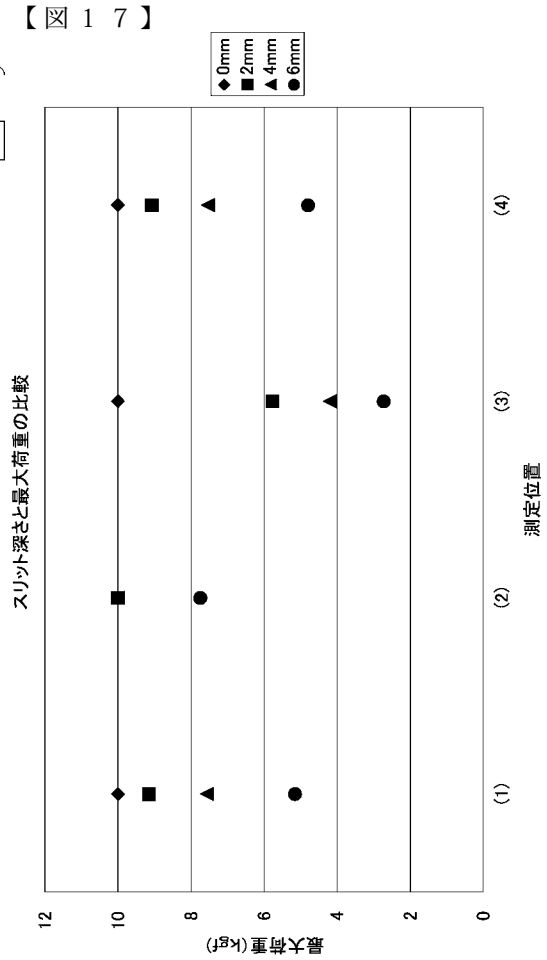 【図１７】
スリット深さと最大荷重の比較
◆0mm
■2mm
▲4mm
●6mm
最大荷重(kgf)
12
10
8
6
4
2
0
(1)
(2)
(3)
(4)
測定位置